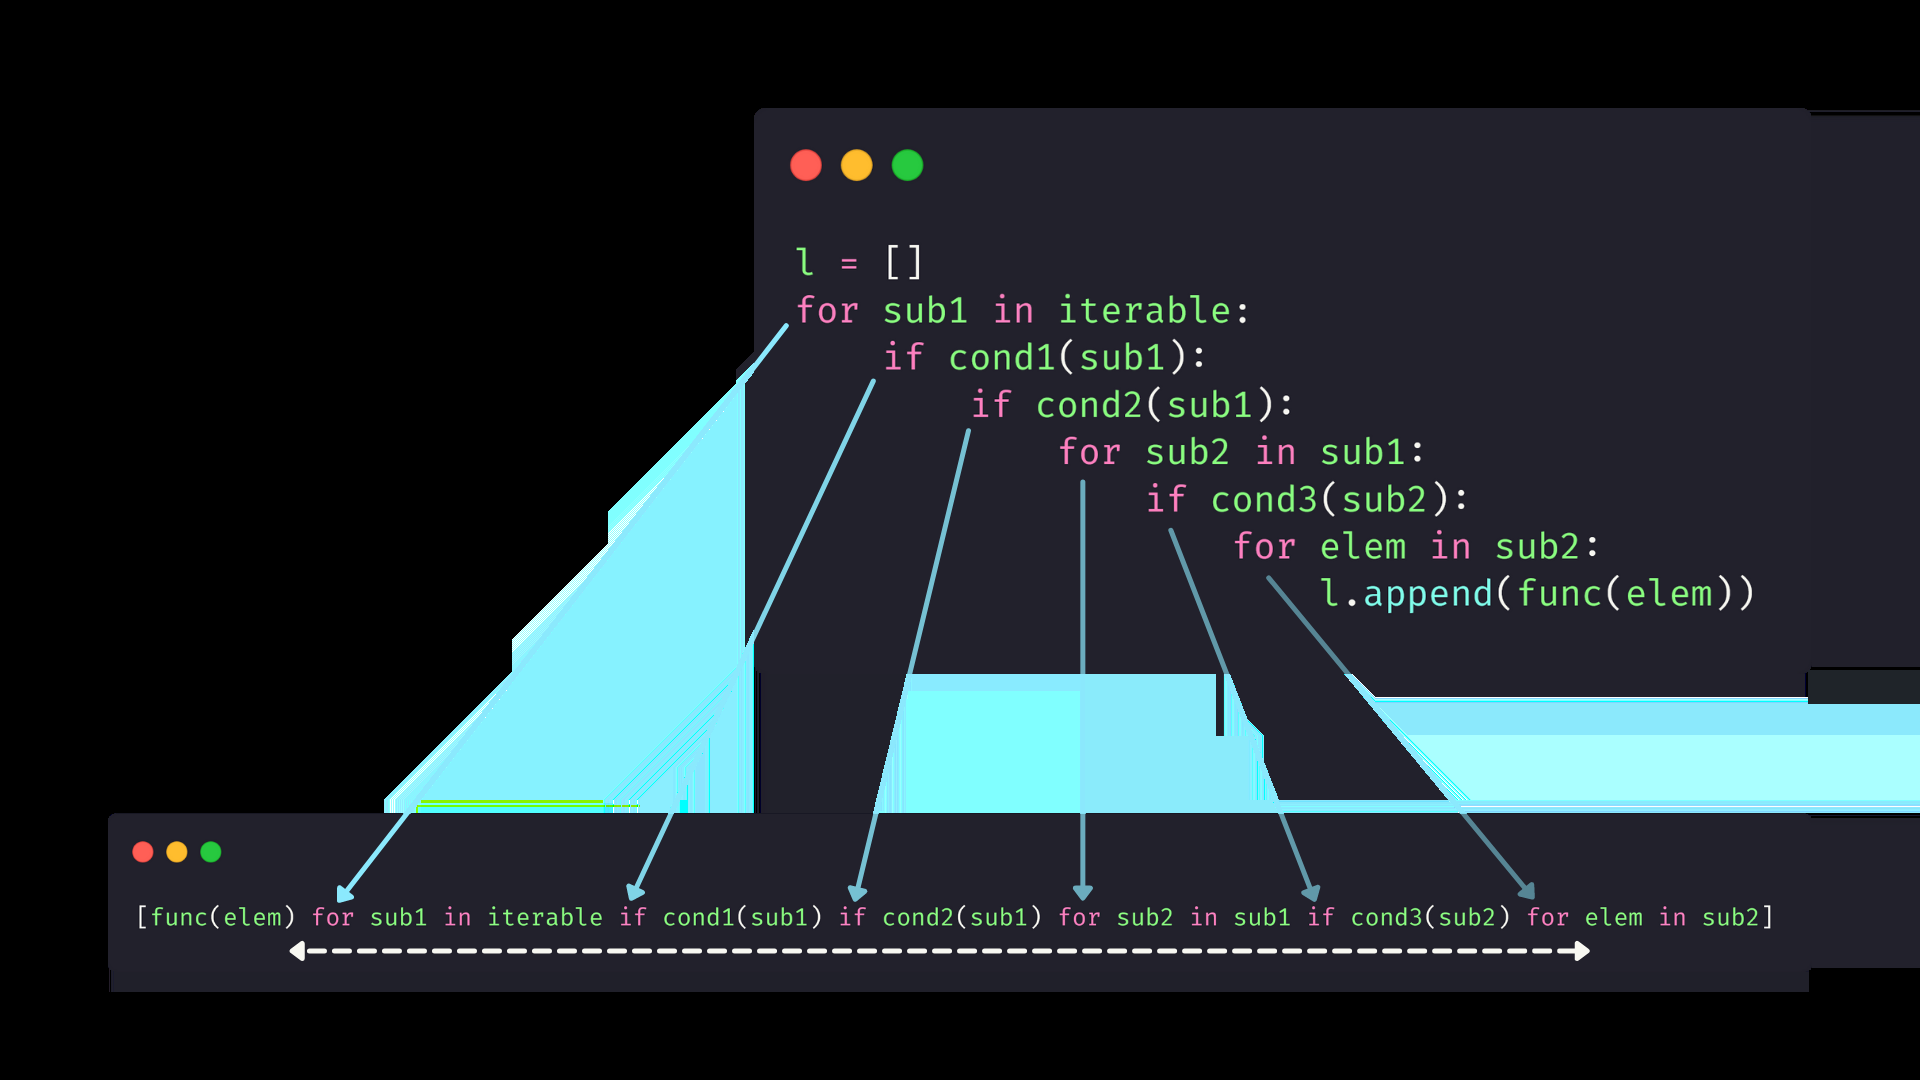 l = []
for sub1 in iterable:
if cond1(sub1):
if cond2(sub1):
for sub2 in sub1:
if cond3(sub2):
for elem in sub2:
l.append(func(elem))
[func(elem) for sub1 in iterable if cond1(sub1) if cond2(sub1) for sub2 in sub1 if cond3(sub2) for elem in sub2]